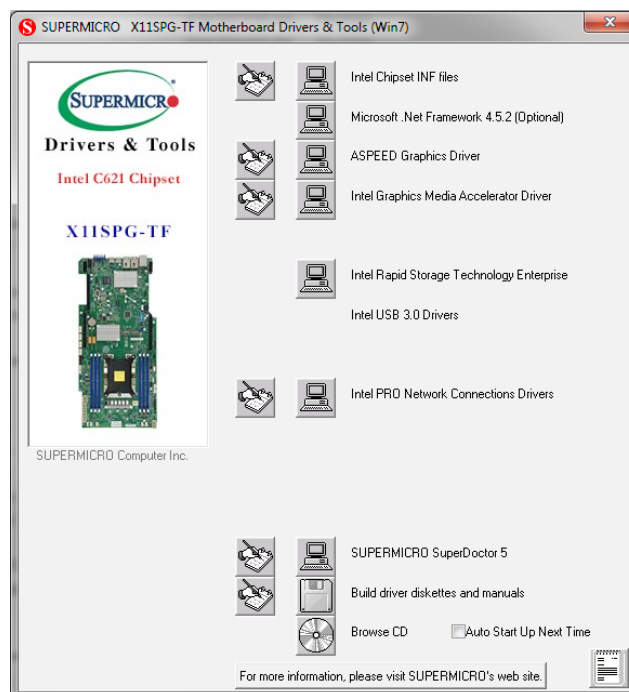 SUPERMICRO X11SPG-TF Motherboard Drivers & Tools (Win7)
SUPERMICRO
Drivers & Tools
Intel C621 Chipset
X11SPG-TF
SUPERMICRO Computer Inc.
Intel Chipset INF files
Microsoft .Net Framework 4.5.2 (Optional)
ASPEED Graphics Driver
Intel Graphics Media Accelerator Driver
Intel Rapid Storage Technology Enterprise
Intel USB 3.0 Drivers
Intel PRO Network Connections Drivers
SUPERMICRO SuperDoctor 5
Build driver diskettes and manuals
Browse CD
Auto Start Up Next Time
For more information, please visit SUPERMICRO's web site.